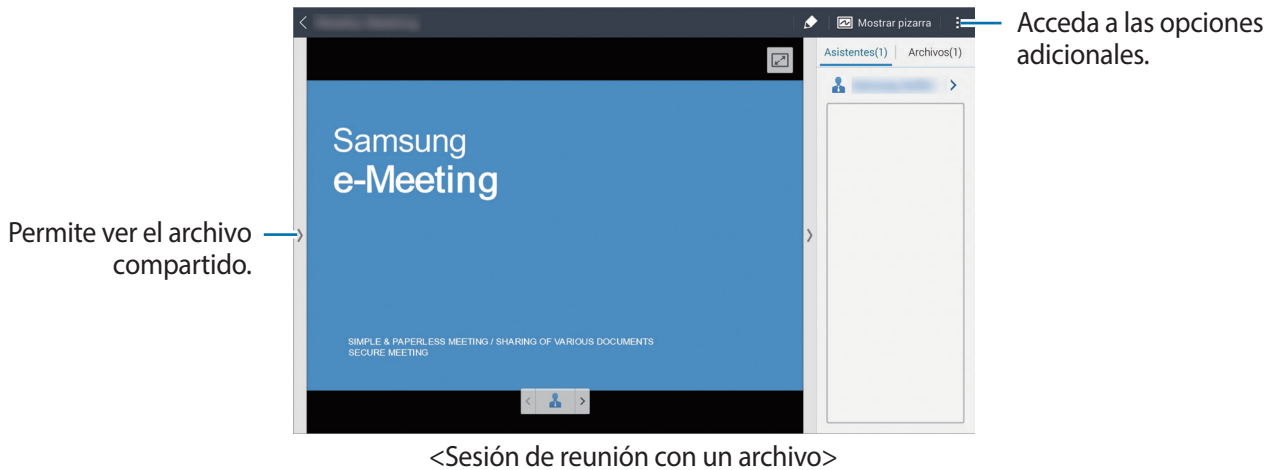 Mostrar pizarra
Acceda a las opciones
adicionales.
Asistentes(1) Archivos(1)
Samsung
e-Meeting
Permite ver el archivo
compartido.
SIMPLE & PAPERLESS MEETING / SHARING OF VARIOUS DOCUMENTS
SECURE MEETING
<Sesión de reunión con un archivo>